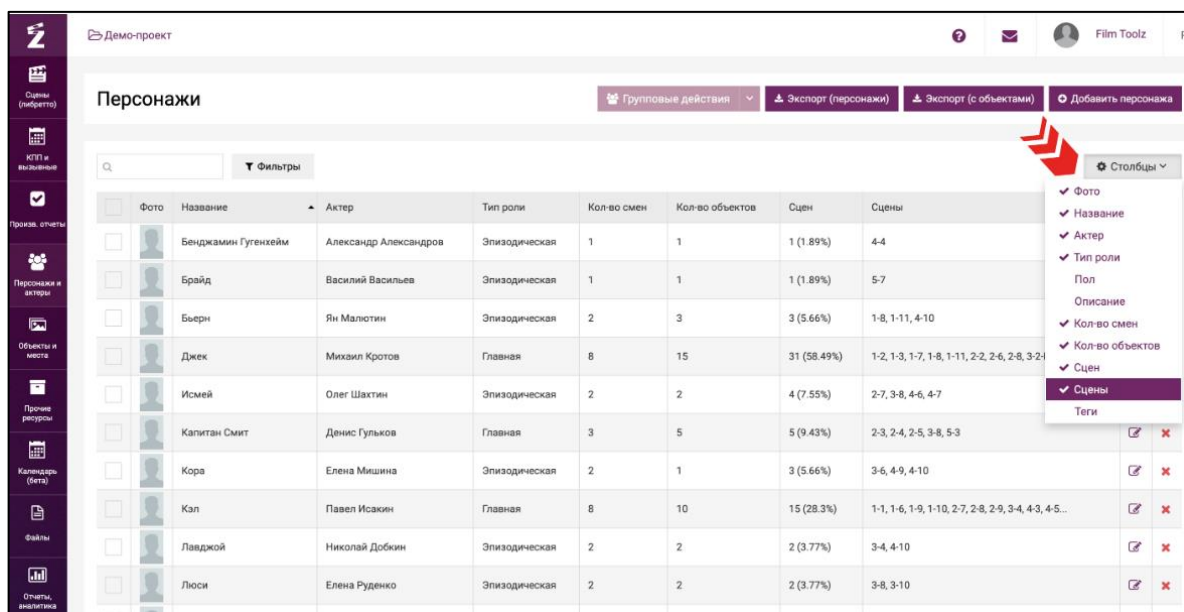 Демо-проект
Film Toolz
Сцены
(либретто)
КПП и
вызывные
Произв. отчеты
Персонажи и
актеры
Объекты и
места
Прочие
ресурсы
Календарь
(бета)
Файлы
Отчеты,
аналитика
Персонажи
Групповые действия
Экспорт (персонажи)
Экспорт (с объектами)
Добавить персонажа
Фильтры
Столбцы
Фото
Название
Актер
Тип роли
Пол
Описание
Кол-во смен
Кол-во объектов
Сцен
Сцены
Теги
Фото Название Актер Тип роли Кол-во смен Кол-во объектов Сцен Сцены
Бенджамин Гугенхейм Александр Александров Эпизодическая 1 1 1 (1.89%) 4-4
Брайд Василий Васильев Эпизодическая 1 1 1 (1.89%) 5-7
Бьерн Ян Малютин Эпизодическая 2 3 3 (5.66%) 1-8, 1-11, 4-10
Джек Михаил Кротов Главная 8 15 31 (58.49%) 1-2, 1-3, 1-7, 1-8, 1-11, 2-2, 2-6, 2-8, 3-2-
Исмей Олег Шахтин Эпизодическая 2 2 4 (7.55%) 2-7, 3-8, 4-6, 4-7
Капитан Смит Денис Гульков Главная 3 5 5 (9.43%) 2-3, 2-4, 2-5, 3-8, 5-3
Кора Елена Мишина Эпизодическая 2 1 3 (5.66%) 3-6, 4-9, 4-10
Кэл Павел Исакин Главная 8 10 15 (28.3%) 1-1, 1-6, 1-9, 1-10, 2-7, 2-8, 2-9, 3-4, 4-3, 4-5...
Лавджой Николай Добкин Эпизодическая 2 2 2 (3.77%) 3-4, 4-10
Люси Елена Руденко Эпизодическая 2 2 2 (3.77%) 3-8, 3-10